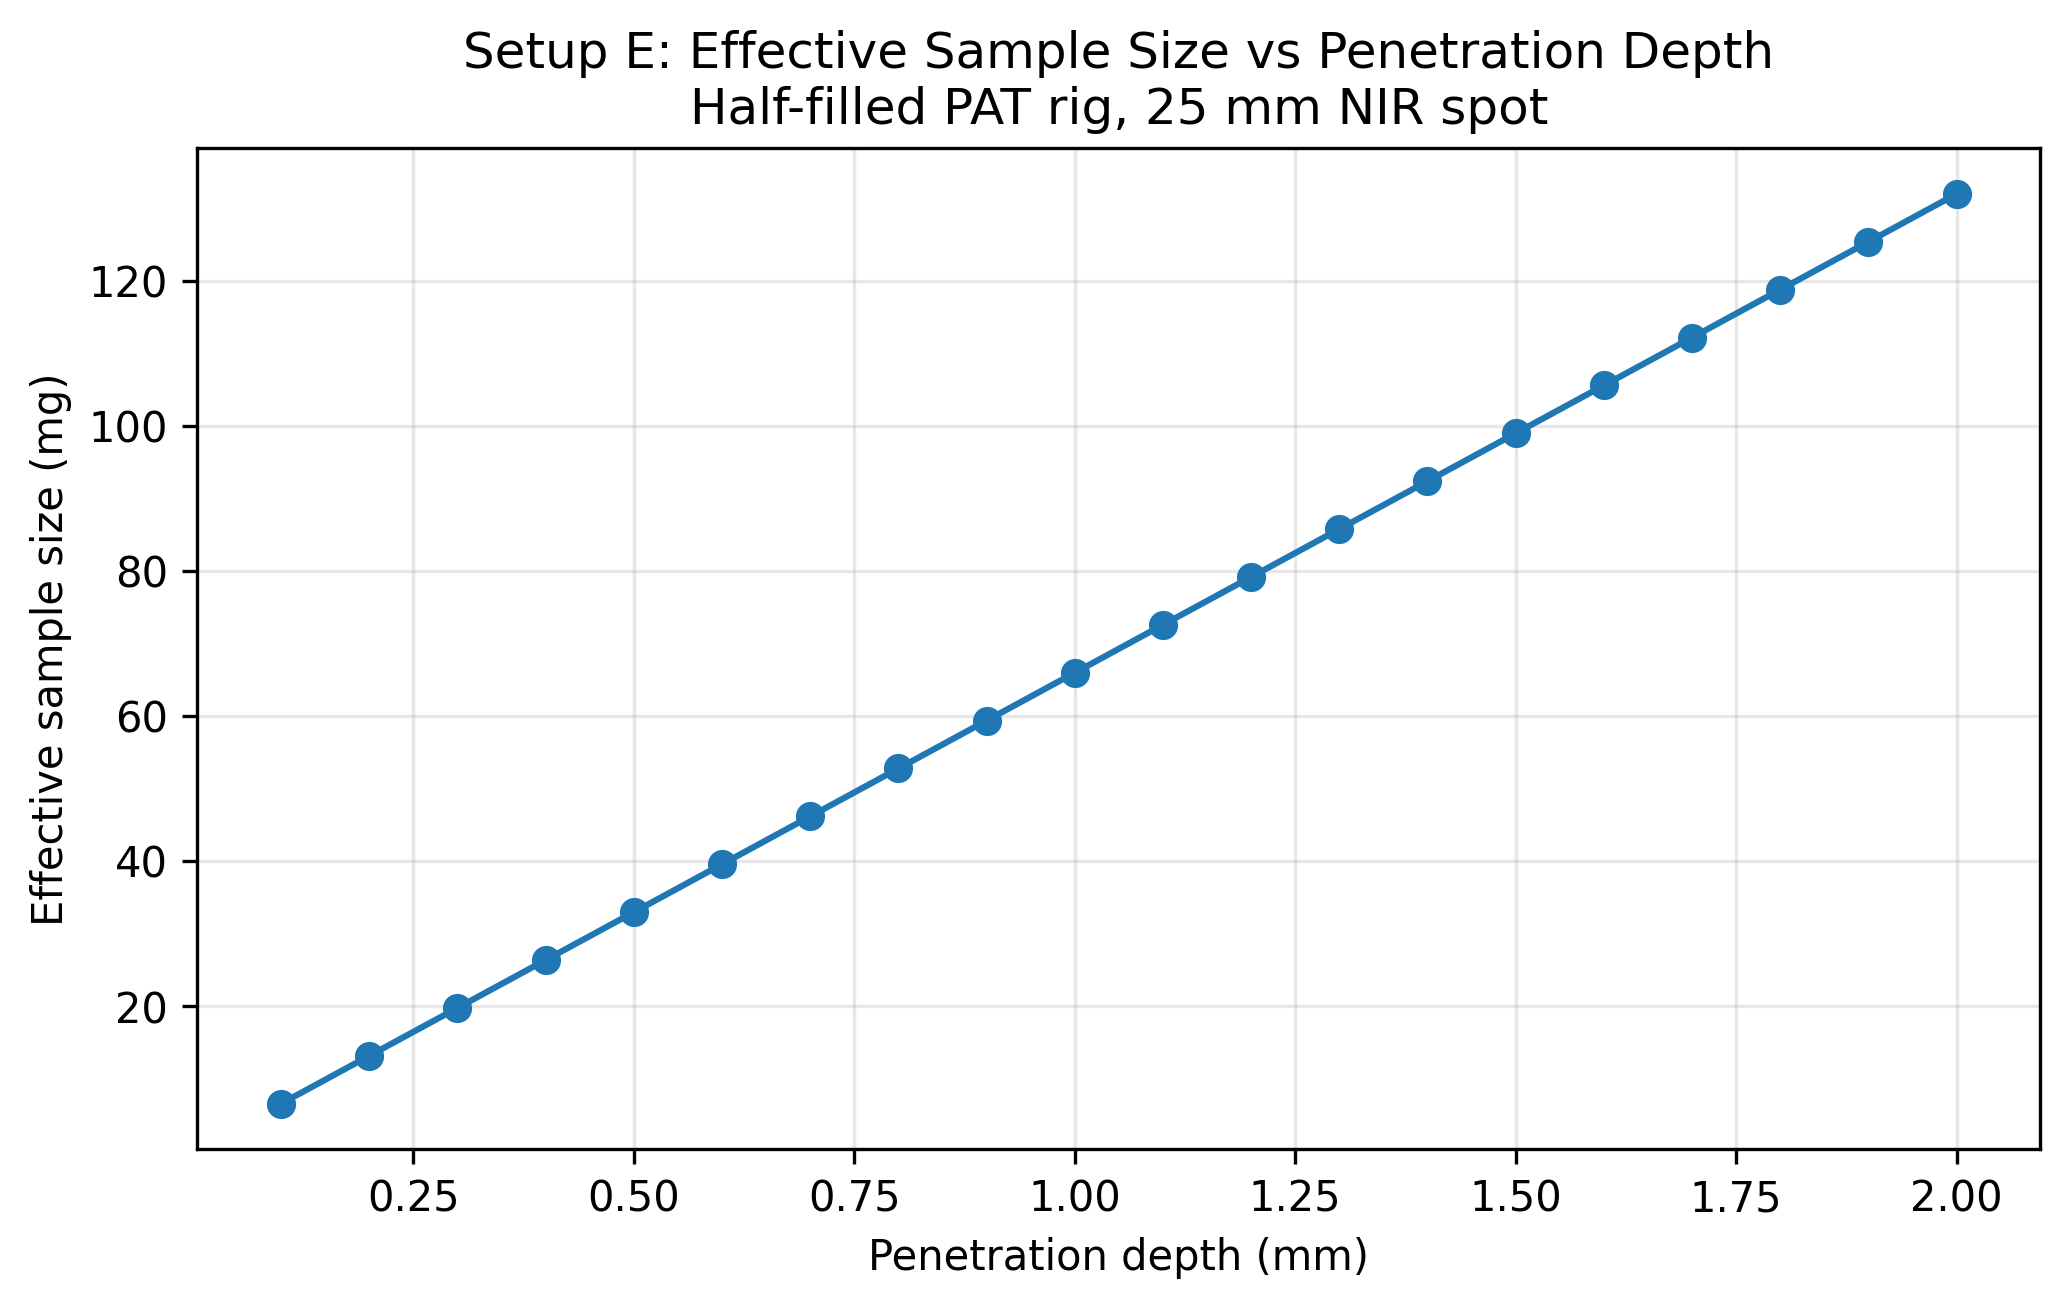 Setup E: Effective Sample Size vs Penetration Depth
Half-filled PAT rig, 25 mm NIR spot
Effective sample size (mg)
120
100
80
60
40
20
0.25 0.50 0.75 1.00 1.25 1.50 1.75 2.00
Penetration depth (mm)